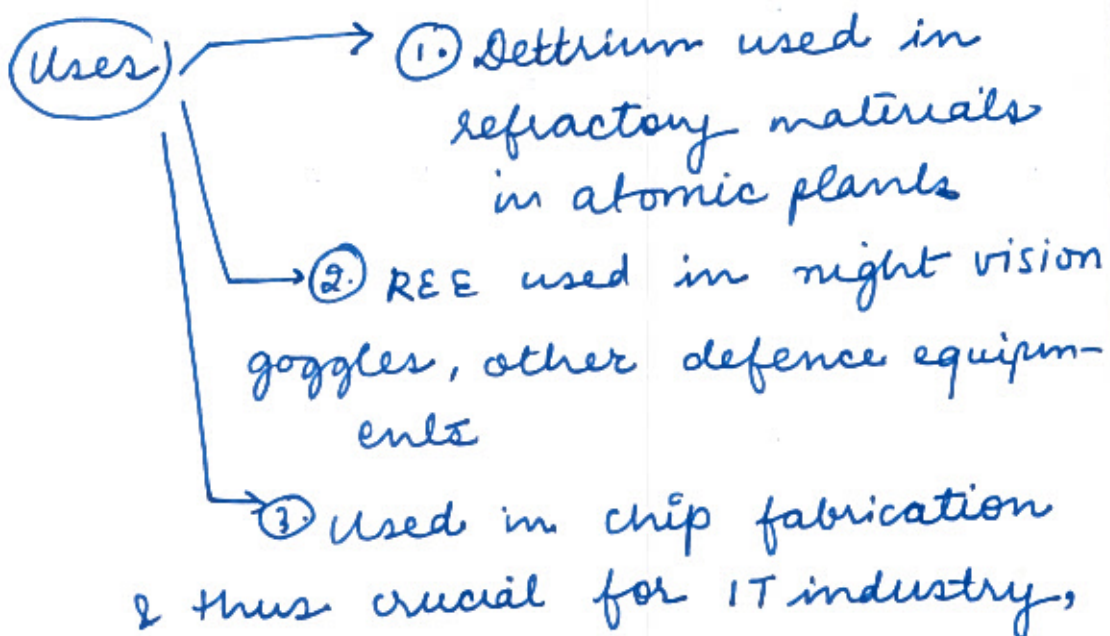 Uses
1. Dettrium used in
refractory materials
in atomic plants
2. REE used in night vision
goggles, other defence equipm-
ents
3. Used in chip fabrication
& thus crucial for IT industry,